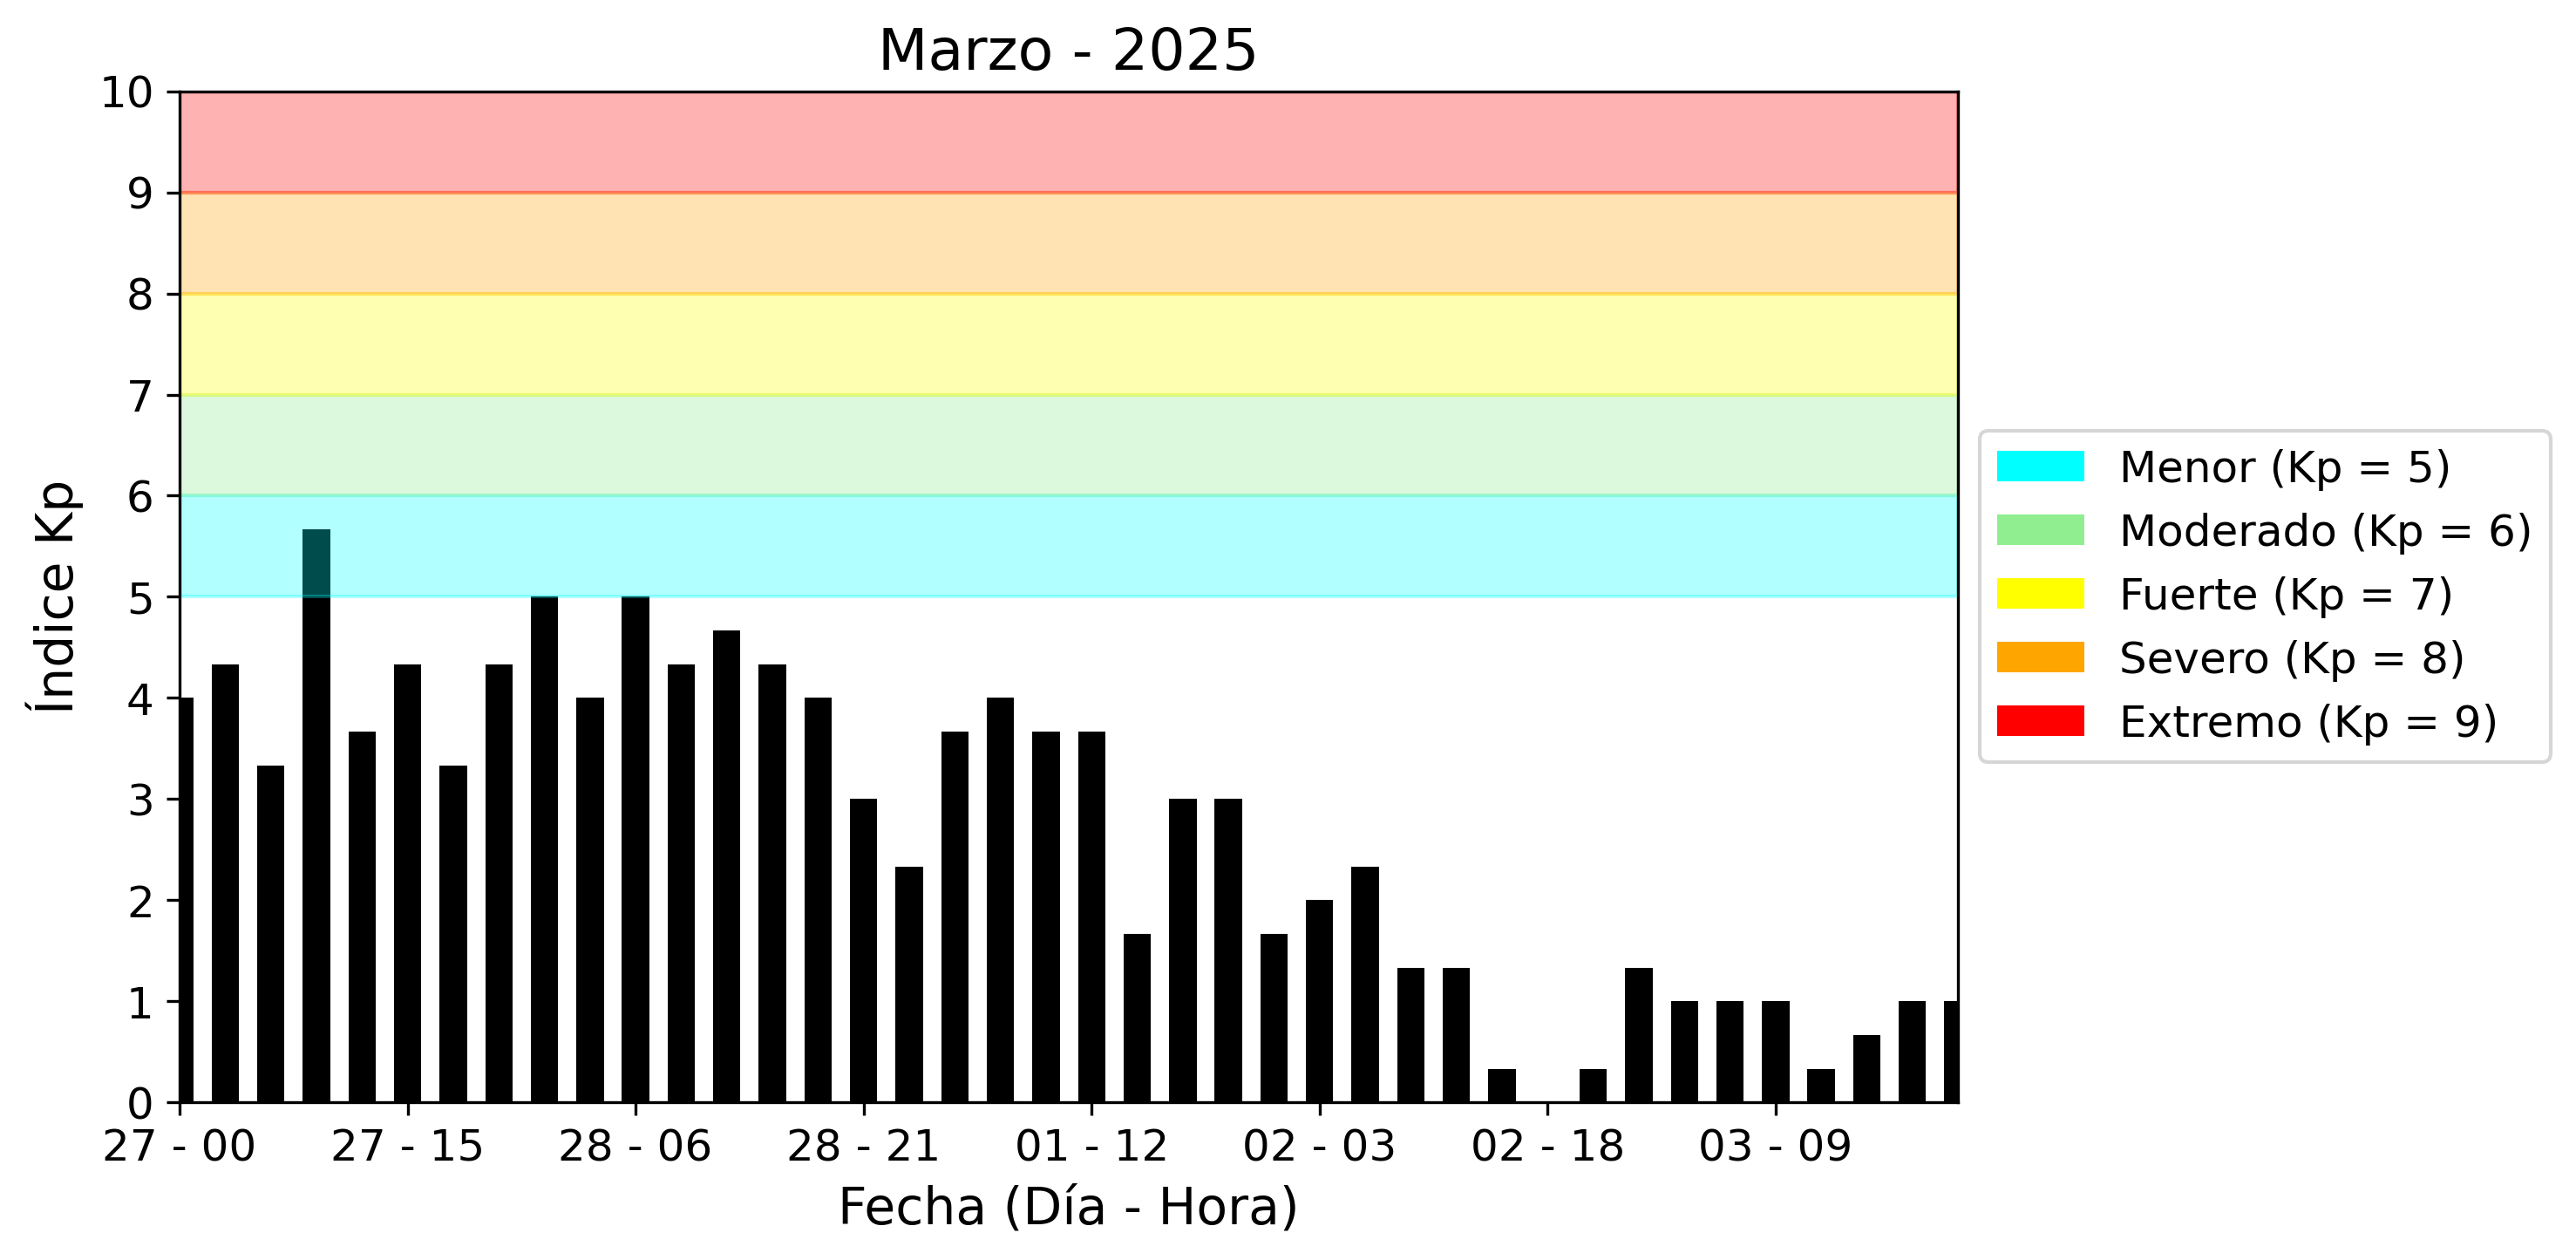 Marzo - 2025
10
9
8
7
6
5
4
3
2
1
0
Índice Kp
27 - 00
27 - 15
28 - 06
28 - 21
01 - 12
02 - 03
02 - 18
03 - 09
Fecha (Día - Hora)
Menor (Kp = 5)
Moderado (Kp = 6)
Fuerte (Kp = 7)
Severo (Kp = 8)
Extremo (Kp = 9)